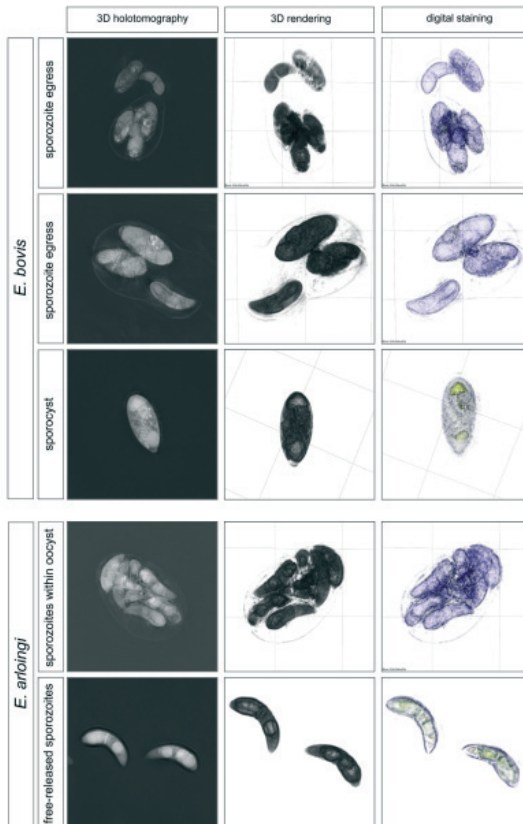 3D holotomography
3D rendering
digital staining
E. bovis
sporozoite egress
sporozoite egress
sporocyst
E. arloingi
sporozoites within oocyst
free-released sporozoites